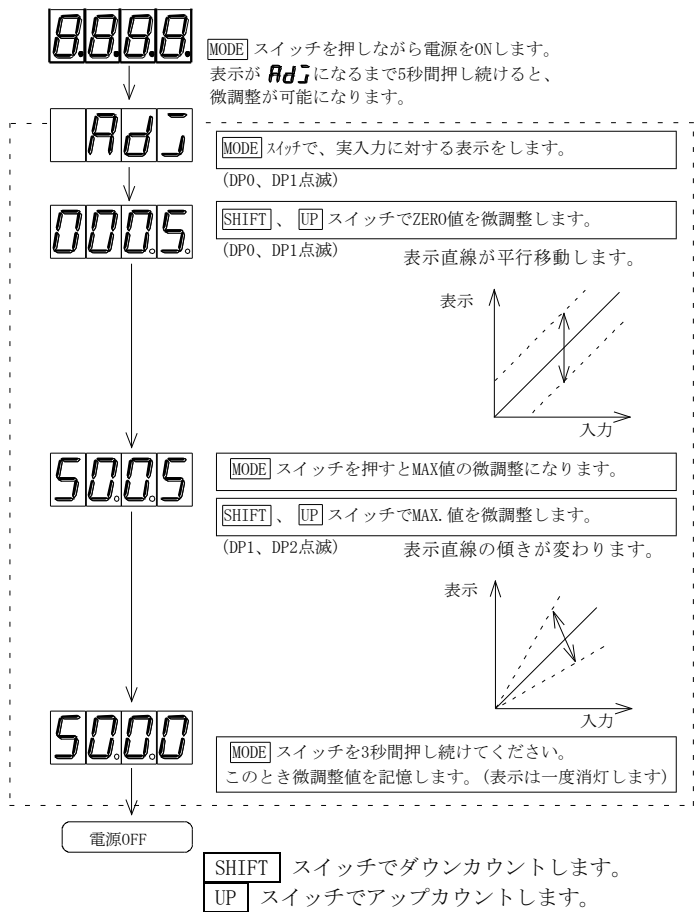 8.8.8.8.
MODE スイッチを押しながら電源をONします。
表示が Adj になるまで5秒間押し続けると、
微調整が可能になります。
Adj
MODE スイッチで、実入力に対する表示をします。
(DP0、DP1点滅)
000.5.
SHIFT 、 UP スイッチでZERO値を微調整します。
(DP0、DP1点滅) 表示直線が平行移動します。
表示
入力
50.0.5
MODE スイッチを押すとMAX値の微調整になります。
SHIFT 、 UP スイッチでMAX.値を微調整します。
(DP1、DP2点滅) 表示直線の傾きが変わります。
表示
入力
50.0.0
MODE スイッチを3秒間押し続けてください。
このとき微調整値を記憶します。(表示は一度消灯します)
電源OFF
SHIFT スイッチでダウンカウントします。
UP スイッチでアップカウントします。